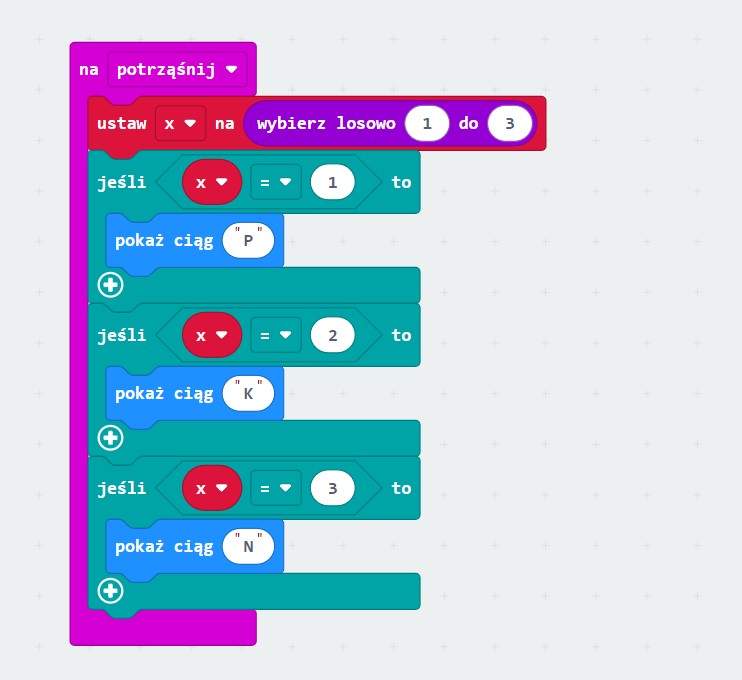 na potrząśnij
ustaw x na wybierz losowo 1 do 3
jeśli x = 1 to
pokaż ciąg "P"
jeśli x = 2 to
pokaż ciąg "K"
jeśli x = 3 to
pokaż ciąg "N"